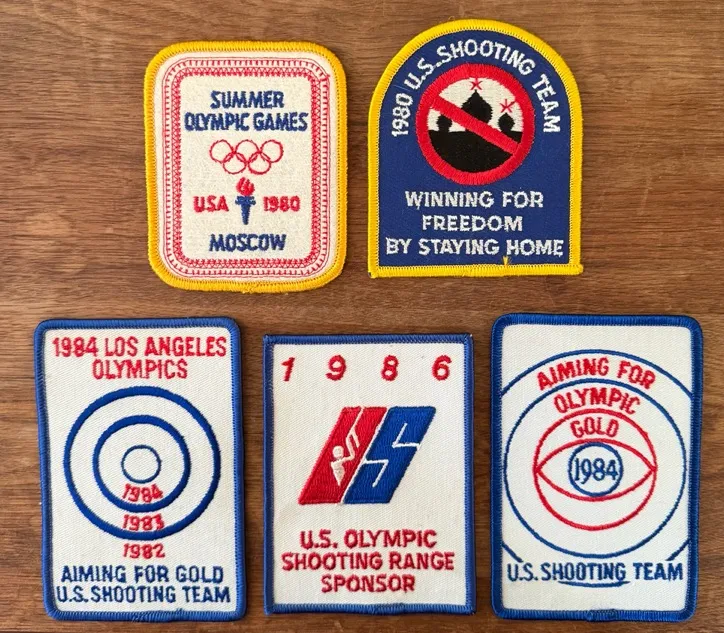 SUMMER
OLYMPIC GAMES
USA 1980
MOSCOW
1980 U.S. SHOOTING TEAM
WINNING FOR
FREEDOM
BY STAYING HOME
1984 LOS ANGELES
OLYMPICS
1984
1983
1982
AIMING FOR GOLD
U.S. SHOOTING TEAM
1 9 8 6
US
U.S. OLYMPIC
SHOOTING RANGE
SPONSOR
AIMING FOR
OLYMPIC
GOLD
1984
U.S. SHOOTING TEAM